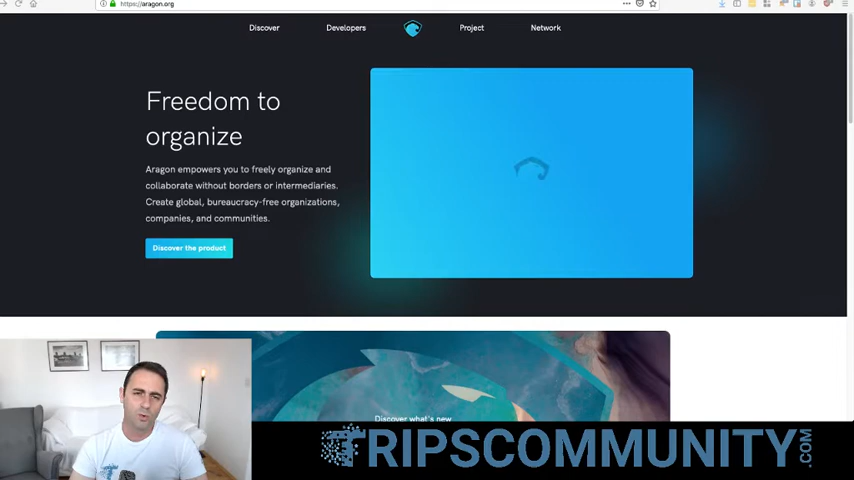 https://aragon.org
Discover
Developers
Project
Network
Freedom to
organize
Aragon empowers you to freely organize and
collaborate without borders or intermediaries.
Create global, bureaucracy-free organizations,
companies, and communities.
Discover the product
Discover what's new
TRIPSCOMMUNITY.COM